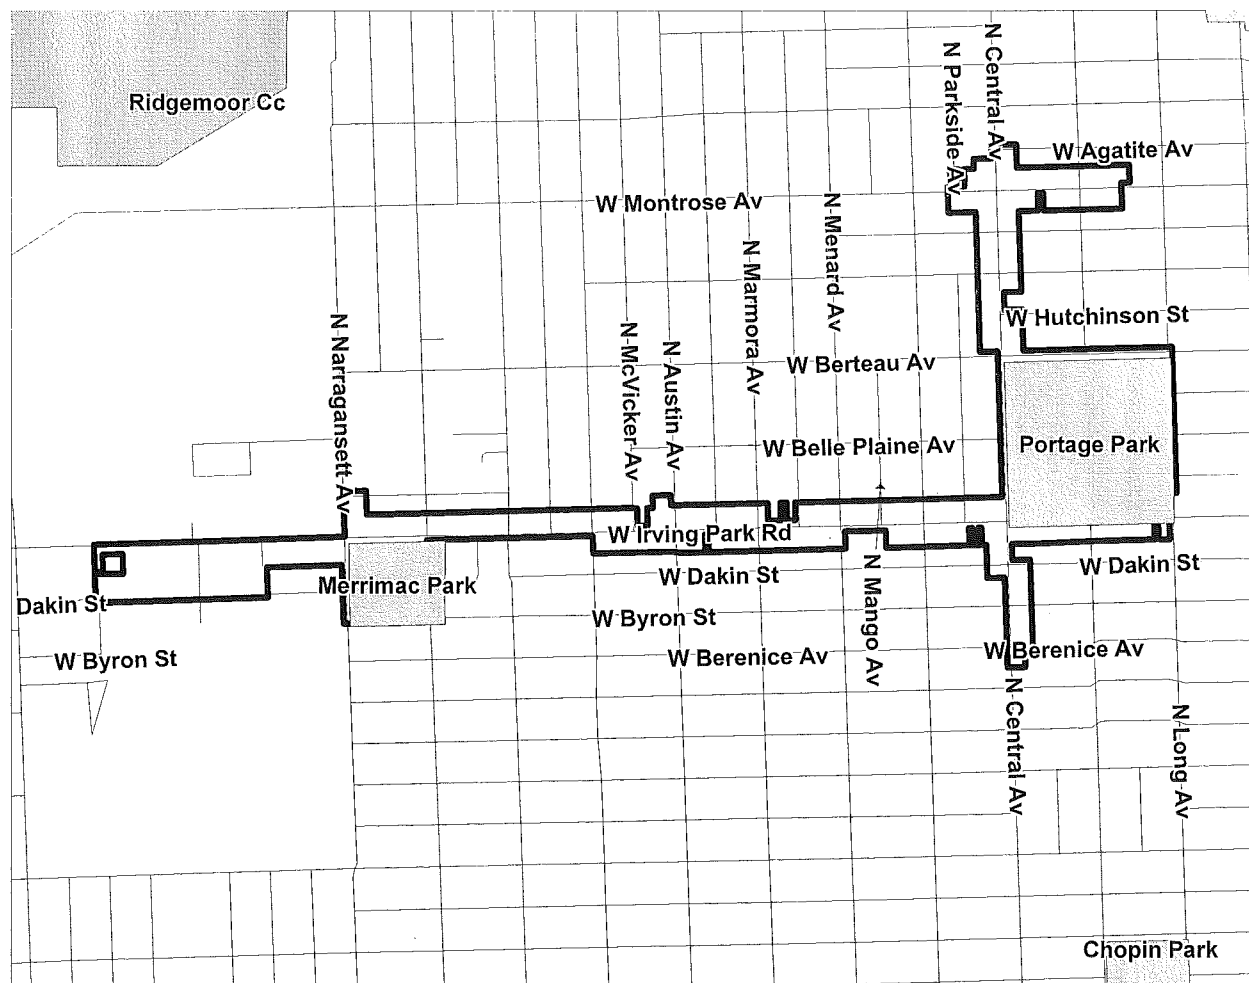 N Central Av
N Parkside Av
Ridgemoor Cc
W Agatite Av
W Montrose Av
N Menard Av
N Marmora Av
W Hutchinson St
N Narragansett Av
N McVicker Av
N Austin Av
W Berteau Av
Portage Park
W Belle Plaine Av
W Irving Park Rd
W Dakin St
W Dakin St
Merrimac Park
Dakin St
W Byron St
N Mango Av
W Berenice Av
W Berenice Av
W Byron St
N Central Av
N Long Av
Chopin Park